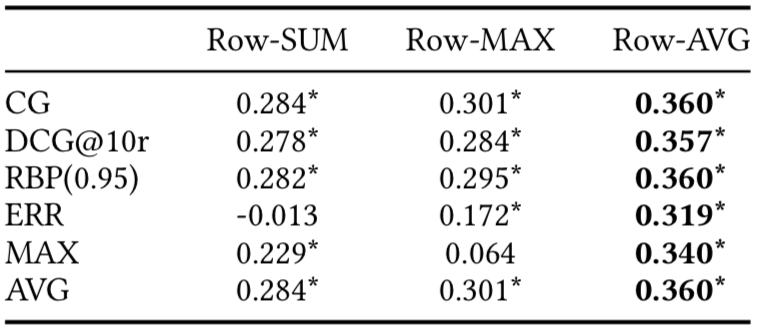 Row-SUM Row-MAX Row-AVG
CG 0.284* 0.301* 0.360*
DCG@10r 0.278* 0.284* 0.357*
RBP(0.95) 0.282* 0.295* 0.360*
ERR -0.013 0.172* 0.319*
MAX 0.229* 0.064 0.340*
AVG 0.284* 0.301* 0.360*